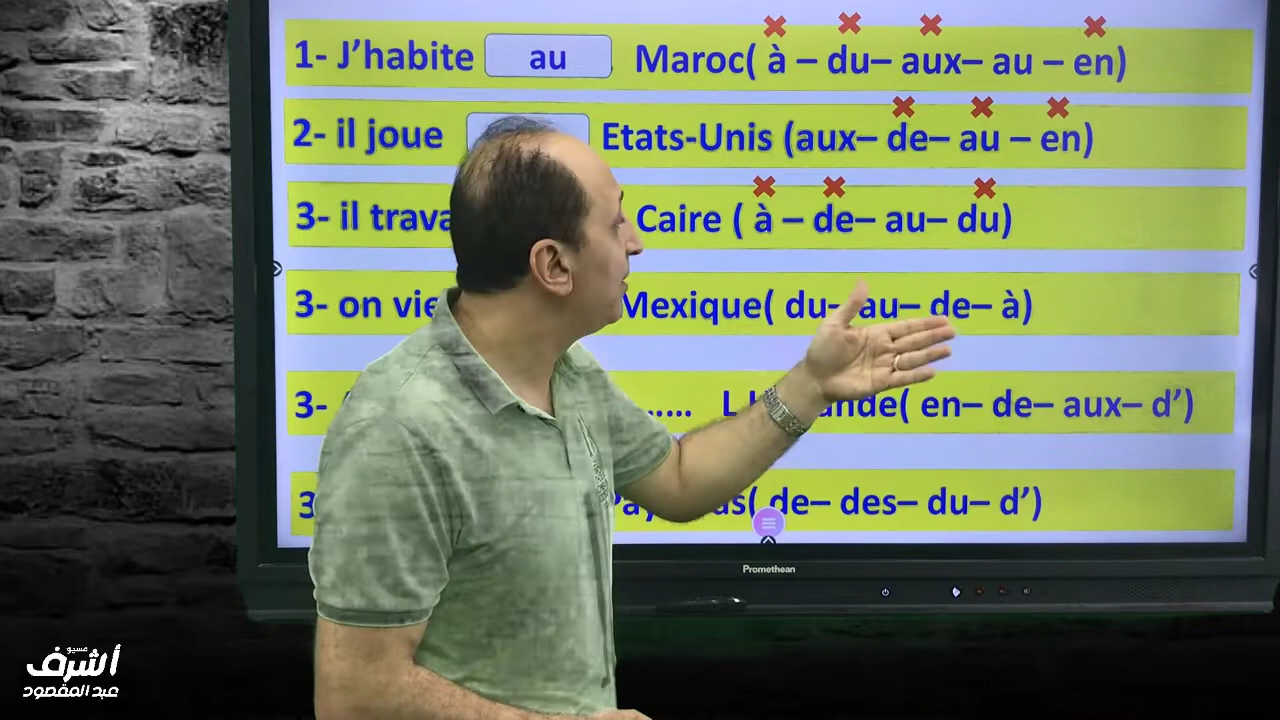 1- J'habite au Maroc( à – du– aux– au – en)
2- il joue Etats-Unis (aux– de– au – en)
3- il trava Caire ( à – de– au– du)
3- on vie Mexique( du– au– de– à)
3- ...... en– de– aux– d')
3 de– des– du– d')
Promethean
مسيو
أشرف
عبد المقصود